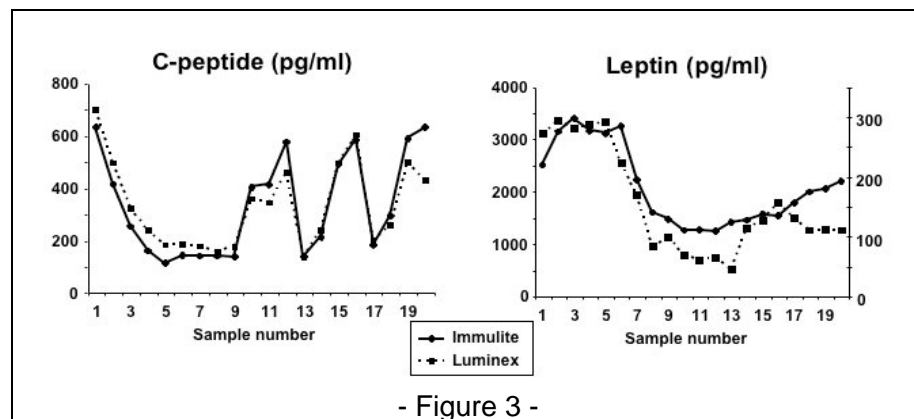 C-peptide (pg/ml)
800
600
400
200
0
1 3 5 7 9 11 13 15 17 19
Sample number
Leptin (pg/ml)
4000
3000
2000
1000
0
300
200
100
0
1 3 5 7 9 11 13 15 17 19
Sample number
Immulite
Luminex
- Figure 3 -